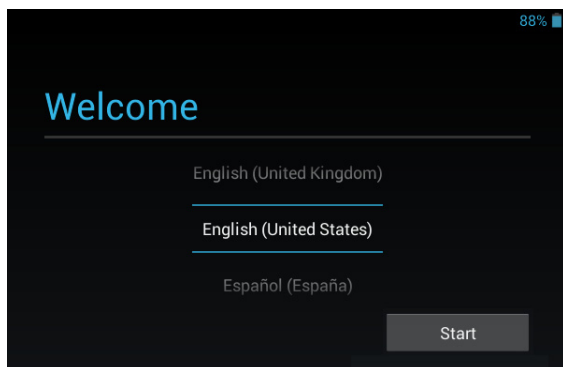 88%
Welcome
English (United Kingdom)
English (United States)
Español (España)
Start